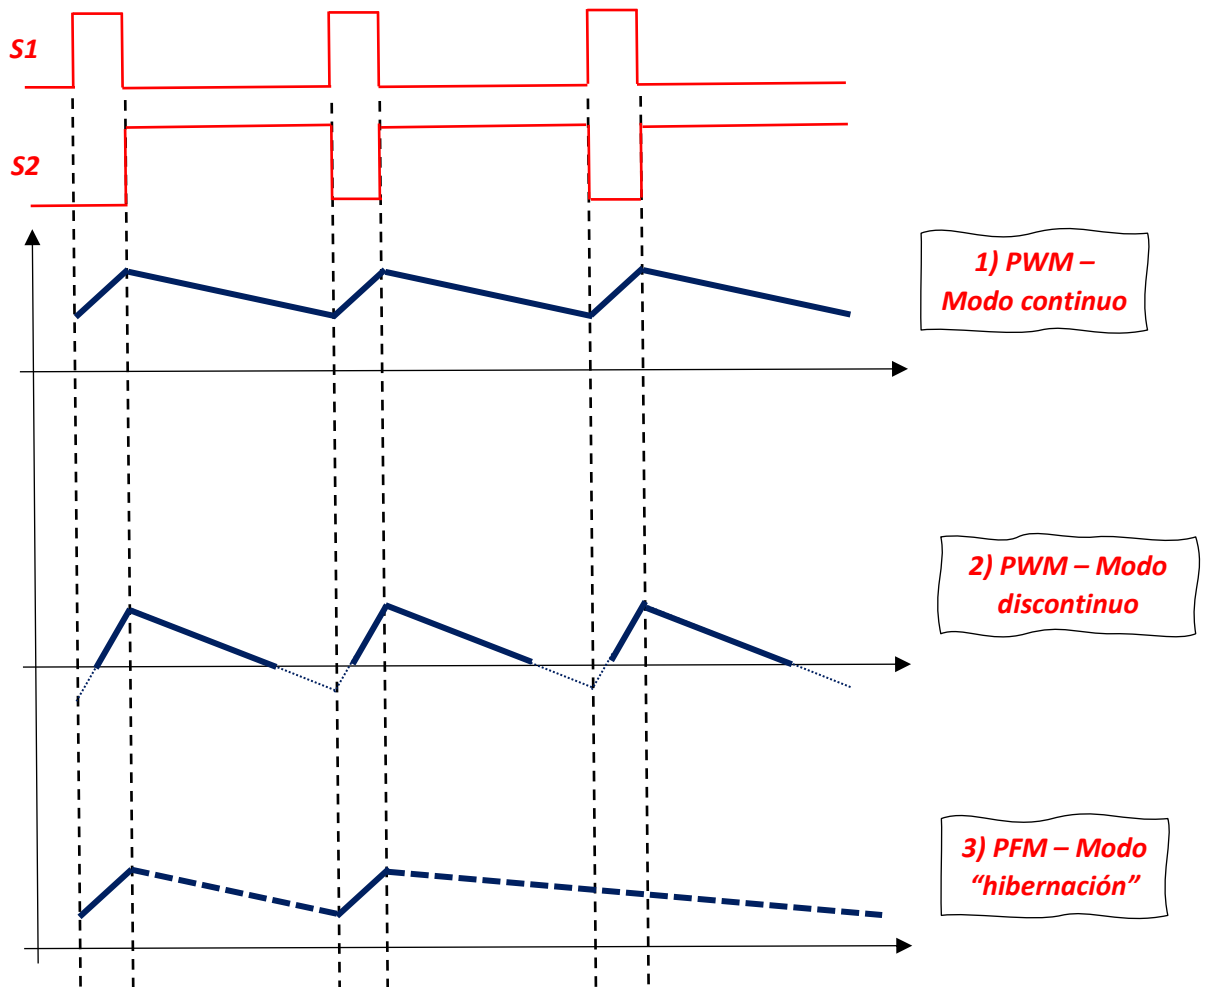 S1
S2
1) PWM –
Modo continuo
2) PWM – Modo
discontinuo
3) PFM – Modo
“hibernación”